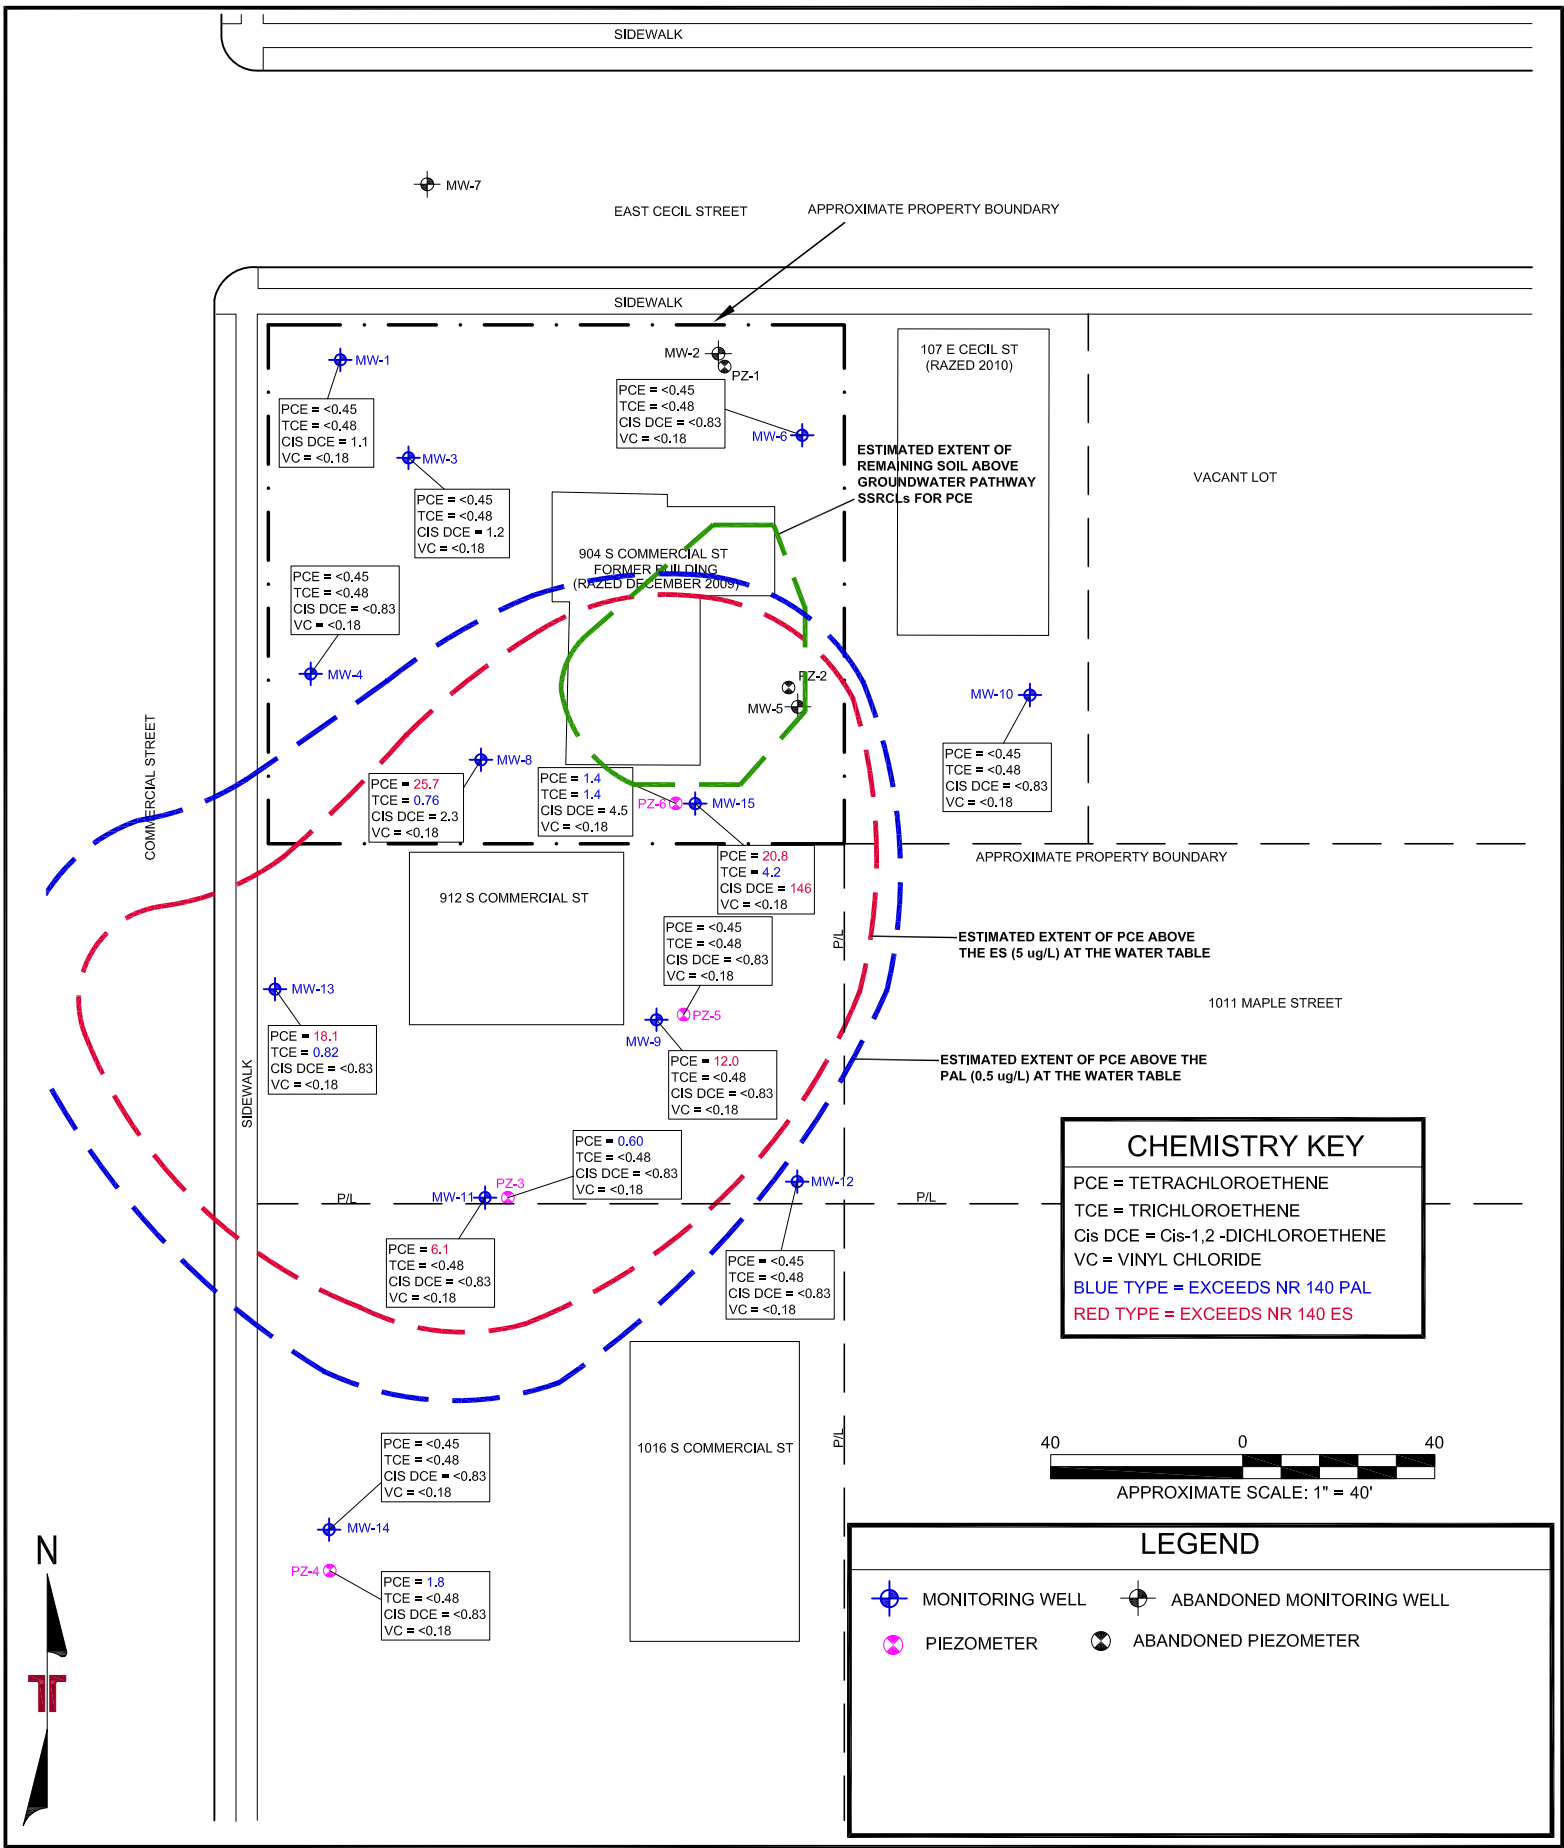 SIDEWALK
MW-7
EAST CECIL STREET
APPROXIMATE PROPERTY BOUNDARY
SIDEWALK
MW-1
PCE = <0.45
TCE = <0.48
CIS DCE = 1.1
VC = <0.18
MW-2
PZ-1
PCE = <0.45
TCE = <0.48
CIS DCE = <0.83
VC = <0.18
MW-6
107 E CECIL ST
(RAZED 2010)
MW-3
PCE = <0.45
TCE = <0.48
CIS DCE = 1.2
VC = <0.18
ESTIMATED EXTENT OF
REMAINING SOIL ABOVE
GROUNDWATER PATHWAY
SSRCLs FOR PCE
VACANT LOT
904 S COMMERCIAL ST
FORMER BUILDING
(RAZED DECEMBER 2009)
PCE = <0.45
TCE = <0.48
CIS DCE = <0.83
VC = <0.18
MW-4
PZ-2
MW-5
MW-10
PCE = <0.45
TCE = <0.48
CIS DCE = <0.83
VC = <0.18
COMMERCIAL STREET
MW-8
PCE = 25.7
TCE = 0.76
CIS DCE = 2.3
VC = <0.18
PCE = 1.4
TCE = 1.4
CIS DCE = 4.5
VC = <0.18
PZ-6
MW-15
PCE = 20.8
TCE = 4.2
CIS DCE = 146
VC = <0.18
APPROXIMATE PROPERTY BOUNDARY
912 S COMMERCIAL ST
PCE = <0.45
TCE = <0.48
CIS DCE = <0.83
VC = <0.18
P/L
ESTIMATED EXTENT OF PCE ABOVE
THE ES (5 ug/L) AT THE WATER TABLE
MW-13
PCE = 18.1
TCE = 0.82
CIS DCE = <0.83
VC = <0.18
PZ-5
MW-9
PCE = 12.0
TCE = <0.48
CIS DCE = <0.83
VC = <0.18
1011 MAPLE STREET
ESTIMATED EXTENT OF PCE ABOVE THE
PAL (0.5 ug/L) AT THE WATER TABLE
SIDEWALK
PCE = 0.60
TCE = <0.48
CIS DCE = <0.83
VC = <0.18
PZ-3
MW-11
P/L
MW-12
P/L
PCE = 6.1
TCE = <0.48
CIS DCE = <0.83
VC = <0.18
PCE = <0.45
TCE = <0.48
CIS DCE = <0.83
VC = <0.18
CHEMISTRY KEY
PCE = TETRACHLOROETHENE
TCE = TRICHLOROETHENE
Cis DCE = Cis-1,2 -DICHLOROETHENE
VC = VINYL CHLORIDE
BLUE TYPE = EXCEEDS NR 140 PAL
RED TYPE = EXCEEDS NR 140 ES
1016 S COMMERCIAL ST
P/L
PCE = <0.45
TCE = <0.48
CIS DCE = <0.83
VC = <0.18
MW-14
PZ-4
PCE = 1.8
TCE = <0.48
CIS DCE = <0.83
VC = <0.18
40 0 40
APPROXIMATE SCALE: 1" = 40'
N
LEGEND
MONITORING WELL
ABANDONED MONITORING WELL
PIEZOMETER
ABANDONED PIEZOMETER